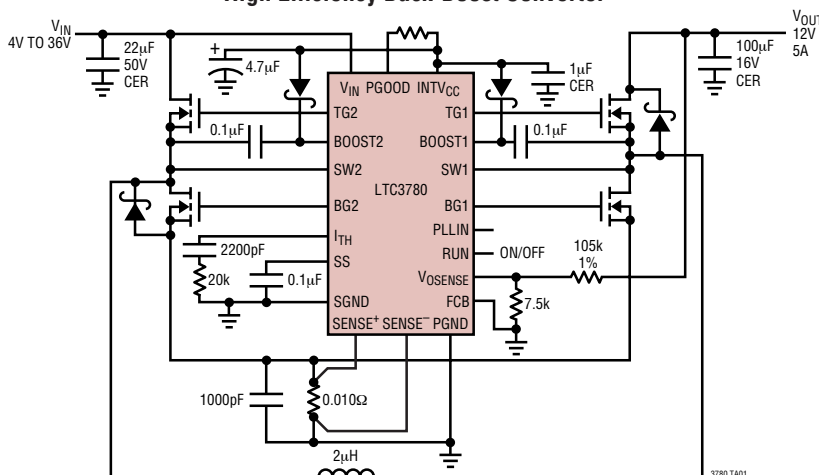 High Efficiency Buck-Boost Converter
VIN
4V TO 36V
22µF
50V
CER
+
4.7µF
1µF
CER
100µF
16V
CER
VOUT
12V
5A
VIN PGOOD INTVCC
TG2
TG1
0.1µF
BOOST2
BOOST1
0.1µF
SW2
SW1
LTC3780
BG2
BG1
PLLIN
ITH
RUN
ON/OFF
2200pF
SS
VOSENSE
105k
1%
20k
0.1µF
SGND
FCB
7.5k
SENSE+ SENSE− PGND
1000pF
0.010Ω
2µH
3780 TA01